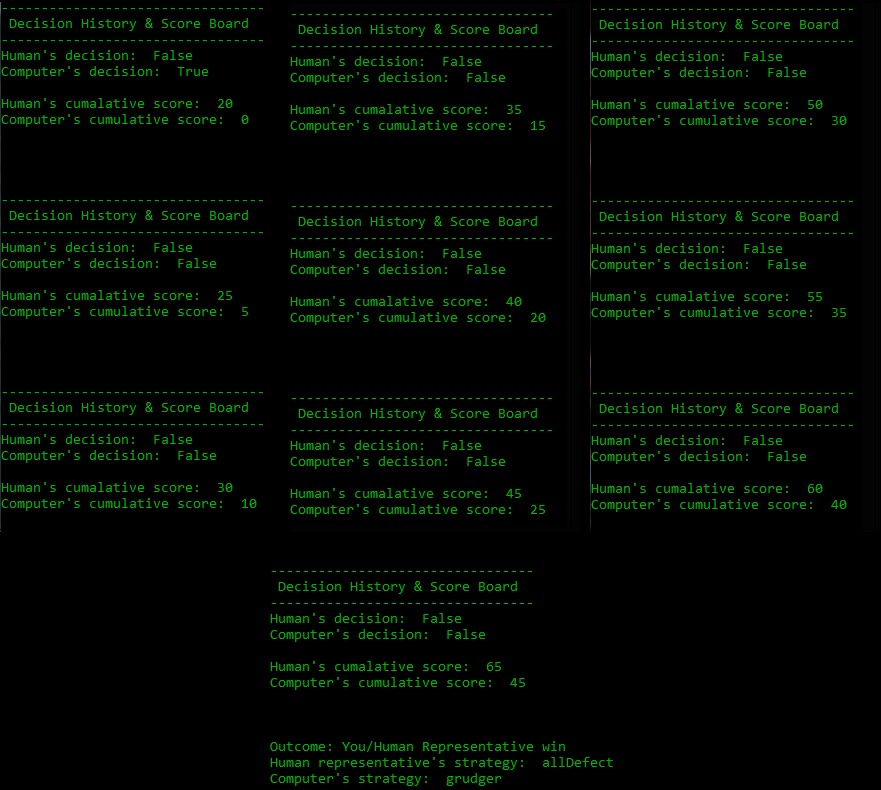 ---------------------------------
 Decision History & Score Board
---------------------------------
Human's decision:  False
Computer's decision:  True
Human's cumalative score:  20
Computer's cumulative score:  0
---------------------------------
 Decision History & Score Board
---------------------------------
Human's decision:  False
Computer's decision:  False
Human's cumalative score:  25
Computer's cumulative score:  5
---------------------------------
 Decision History & Score Board
---------------------------------
Human's decision:  False
Computer's decision:  False
Human's cumalative score:  30
Computer's cumulative score:  10
---------------------------------
 Decision History & Score Board
---------------------------------
Human's decision:  False
Computer's decision:  False
Human's cumalative score:  35
Computer's cumulative score:  15
---------------------------------
 Decision History & Score Board
---------------------------------
Human's decision:  False
Computer's decision:  False
Human's cumalative score:  40
Computer's cumulative score:  20
---------------------------------
 Decision History & Score Board
---------------------------------
Human's decision:  False
Computer's decision:  False
Human's cumalative score:  45
Computer's cumulative score:  25
---------------------------------
 Decision History & Score Board
---------------------------------
Human's decision:  False
Computer's decision:  False
Human's cumalative score:  50
Computer's cumulative score:  30
---------------------------------
 Decision History & Score Board
---------------------------------
Human's decision:  False
Computer's decision:  False
Human's cumalative score:  55
Computer's cumulative score:  35
---------------------------------
 Decision History & Score Board
---------------------------------
Human's decision:  False
Computer's decision:  False
Human's cumalative score:  60
Computer's cumulative score:  40
---------------------------------
 Decision History & Score Board
---------------------------------
Human's decision:  False
Computer's decision:  False
Human's cumalative score:  65
Computer's cumulative score:  45
Outcome: You/Human Representative win
Human representative's strategy:  allDefect
Computer's strategy:  grudger